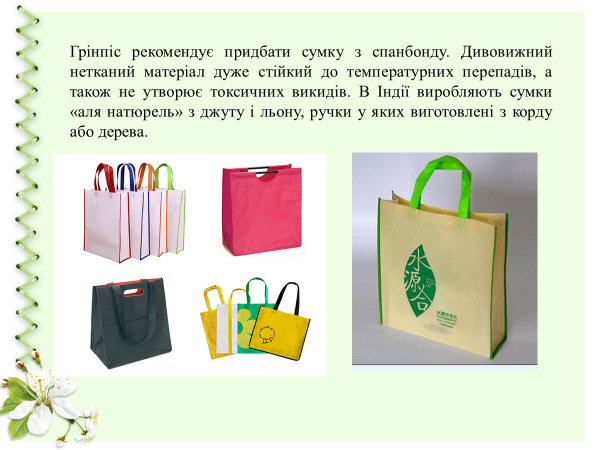 Грінпіс рекомендує придбати сумку з спанбонду. Дивовижний
нетканий матеріал дуже стійкий до температурних перепадів, а
також не утворює токсичних викидів. В Індії виробляють сумки
«аля натюрель» з джуту і льону, ручки у яких виготовлені з корду
або дерева.
水源合